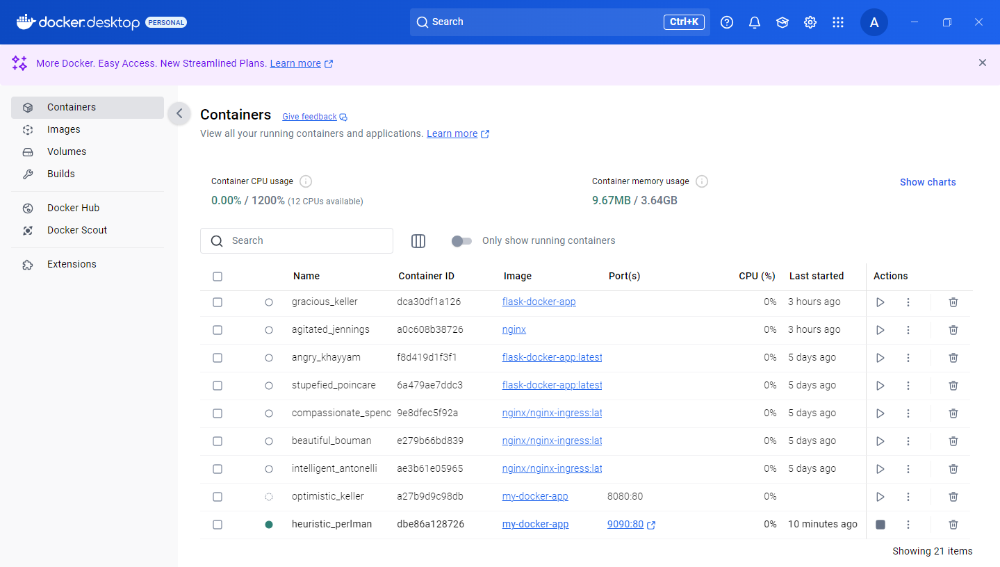 docker.desktop PERSONAL Search Ctrl+K A
More Docker. Easy Access. New Streamlined Plans. Learn more
Containers
Images
Volumes
Builds
Docker Hub
Docker Scout
Extensions
Containers Give feedback
View all your running containers and applications. Learn more
Container CPU usage
0.00% / 1200% (12 CPUs available)
Container memory usage
9.67MB / 3.64GB
Show charts
Search
Only show running containers
Name Container ID Image Port(s) CPU (%) Last started Actions
gracious_keller dca30df1a126 flask-docker-app 0% 3 hours ago
agitated_jennings a0c608b38726 nginx 0% 3 hours ago
angry_khayyam f8d419d1f3f1 flask-docker-app:latest 0% 5 days ago
stupefied_poincare 6a479ae7ddc3 flask-docker-app:latest 0% 5 days ago
compassionate_spenc 9e8dfec5f92a nginx/nginx-ingress:lat 0% 5 days ago
beautiful_bouman e279b66bd839 nginx/nginx-ingress:lat 0% 5 days ago
intelligent_antonelli ae3b61e05965 nginx/nginx-ingress:lat 0% 5 days ago
optimistic_keller a27b9d9c98db my-docker-app 8080:80 0%
heuristic_perlman dbe86a128726 my-docker-app 9090:80 0% 10 minutes ago
Showing 21 items